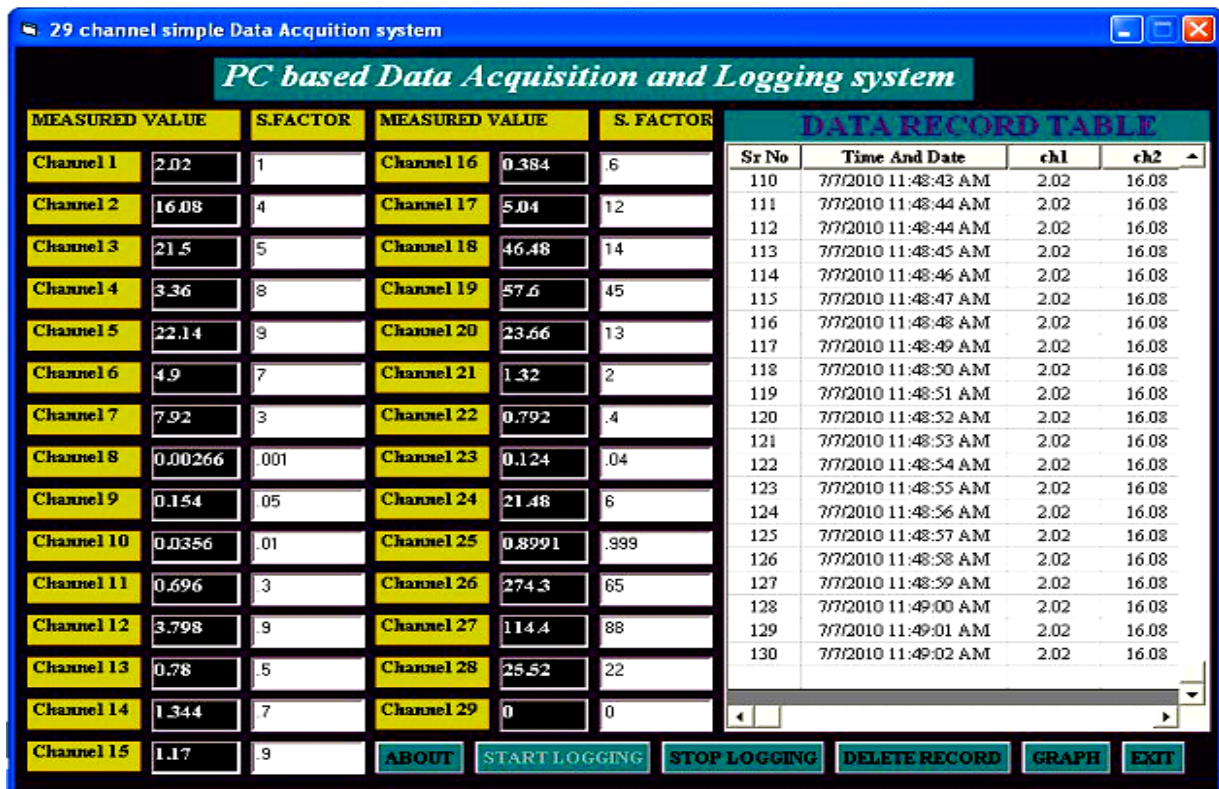 29 channel simple Data Acquition system
PC based Data Acquisition and Logging system
MEASURED VALUE S.FACTOR MEASURED VALUE S. FACTOR
Channel 1 2.02 1 Channel 16 0.384 .6
Channel 2 16.08 4 Channel 17 5.04 12
Channel 3 21.5 5 Channel 18 46.48 14
Channel 4 3.36 8 Channel 19 57.6 45
Channel 5 22.14 9 Channel 20 23.66 13
Channel 6 4.9 7 Channel 21 1.32 2
Channel 7 7.92 3 Channel 22 0.792 .4
Channel 8 0.00266 .001 Channel 23 0.124 .04
Channel 9 0.154 .05 Channel 24 21.48 6
Channel 10 0.0356 .01 Channel 25 0.8991 .999
Channel 11 0.696 .3 Channel 26 274.3 65
Channel 12 3.798 .9 Channel 27 114.4 88
Channel 13 0.78 .5 Channel 28 25.52 22
Channel 14 1.344 .7 Channel 29 0 0
Channel 15 1.17 .9
DATA RECORD TABLE
Sr No Time And Date ch1 ch2
110 7/7/2010 11:48:43 AM 2.02 16.08
111 7/7/2010 11:48:44 AM 2.02 16.08
112 7/7/2010 11:48:44 AM 2.02 16.08
113 7/7/2010 11:48:45 AM 2.02 16.08
114 7/7/2010 11:48:46 AM 2.02 16.08
115 7/7/2010 11:48:47 AM 2.02 16.08
116 7/7/2010 11:48:48 AM 2.02 16.08
117 7/7/2010 11:48:49 AM 2.02 16.08
118 7/7/2010 11:48:50 AM 2.02 16.08
119 7/7/2010 11:48:51 AM 2.02 16.08
120 7/7/2010 11:48:52 AM 2.02 16.08
121 7/7/2010 11:48:53 AM 2.02 16.08
122 7/7/2010 11:48:54 AM 2.02 16.08
123 7/7/2010 11:48:55 AM 2.02 16.08
124 7/7/2010 11:48:56 AM 2.02 16.08
125 7/7/2010 11:48:57 AM 2.02 16.08
126 7/7/2010 11:48:58 AM 2.02 16.08
127 7/7/2010 11:48:59 AM 2.02 16.08
128 7/7/2010 11:49:00 AM 2.02 16.08
129 7/7/2010 11:49:01 AM 2.02 16.08
130 7/7/2010 11:49:02 AM 2.02 16.08
ABOUT START LOGGING STOP LOGGING DELETE RECORD GRAPH EXIT